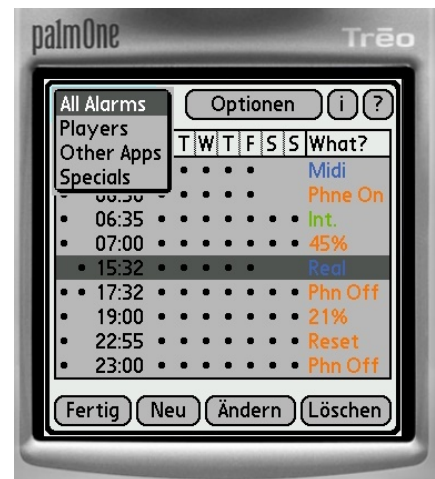 palmOne Trēo
All Alarms Optionen i ?
Players
Other Apps T W T F S S What?
Specials Midi
Phne On
06:35 Int.
07:00 45%
15:32 Real
17:32 Phn Off
19:00 21%
22:55 Reset
23:00 Phn Off
Fertig Neu Ändern Löschen